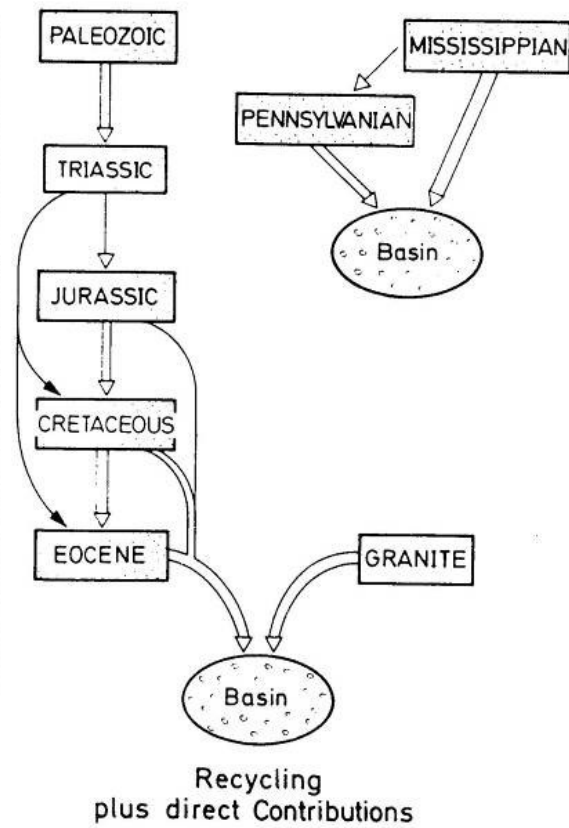 PALEOZOIC
MISSISSIPPIAN
PENNSYLVANIAN
TRIASSIC
Basin
JURASSIC
CRETACEOUS
EOCENE
GRANITE
Basin
Recycling
plus direct Contributions